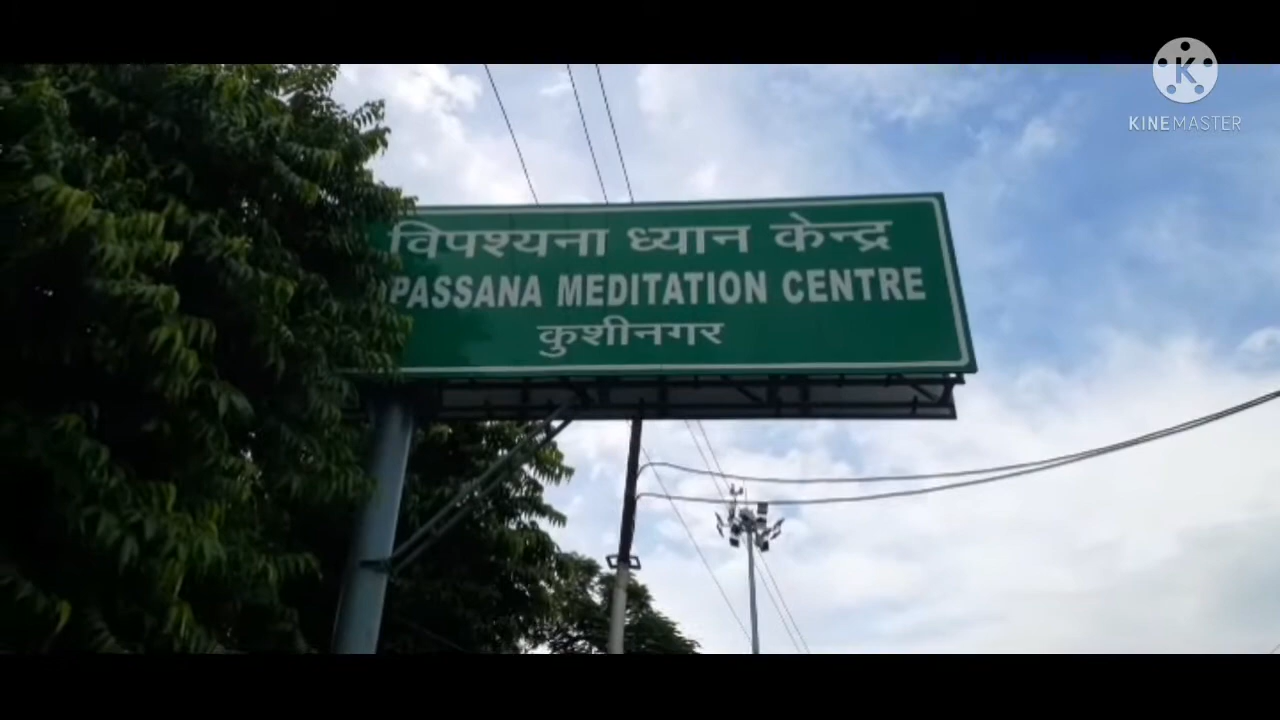 विपश्यना ध्यान केन्द्र
PASSANA MEDITATION CENTRE
कुशीनगर
K
KINEMASTER